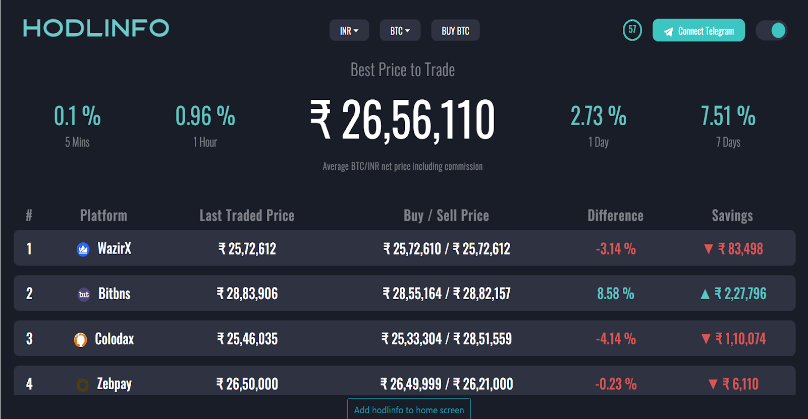 HODLINFO
INR BTC BUY BTC
57 Connect Telegram
Best Price to Trade
0.1 % 0.96 % ₹ 26,56,110 2.73 % 7.51 %
5 Mins 1 Hour 1 Day 7 Days
Average BTC/INR net price including commission
# Platform Last Traded Price Buy / Sell Price Difference Savings
1 WazirX ₹ 25,72,612 ₹ 25,72,610 / ₹ 25,72,612 -3.14 % ▼ ₹ 83,498
2 Bitbns ₹ 28,83,906 ₹ 28,55,164 / ₹ 28,82,157 8.58 % ▲ ₹ 2,27,796
3 Colodax ₹ 25,46,035 ₹ 25,33,304 / ₹ 28,51,559 -4.14 % ▼ ₹ 1,10,074
4 Zebpay ₹ 26,50,000 ₹ 26,49,999 / ₹ 26,21,000 -0.23 % ▼ ₹ 6,110
Add hodlinfo to home screen